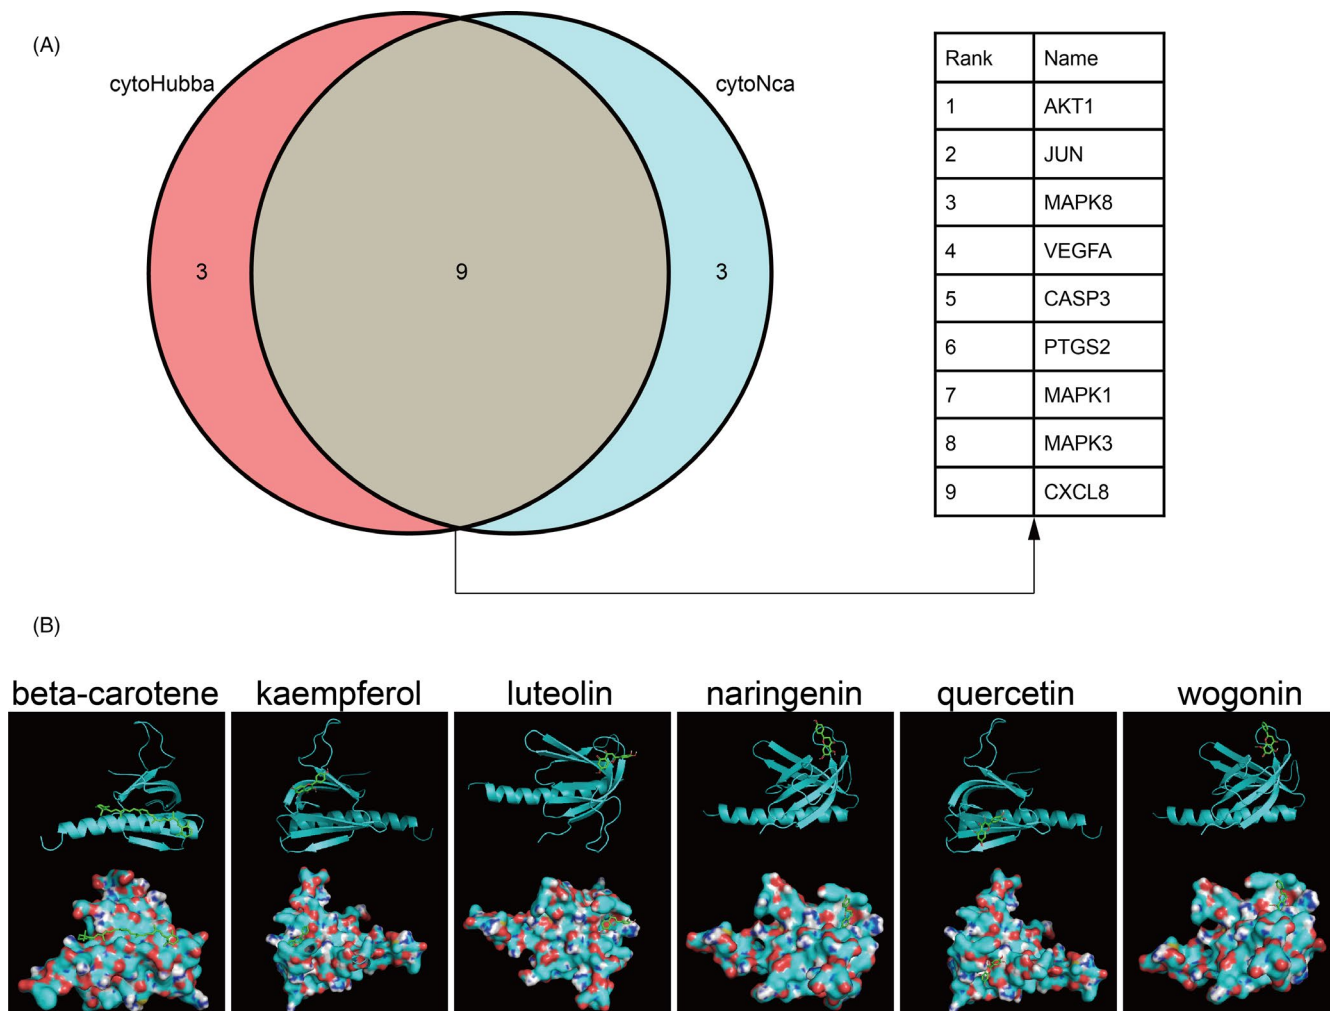 (A)
cytoHubba
cytoNca
3
9
3
Rank Name
1 AKT1
2 JUN
3 MAPK8
4 VEGFA
5 CASP3
6 PTGS2
7 MAPK1
8 MAPK3
9 CXCL8
(B)
beta-carotene kaempferol luteolin naringenin quercetin wogonin